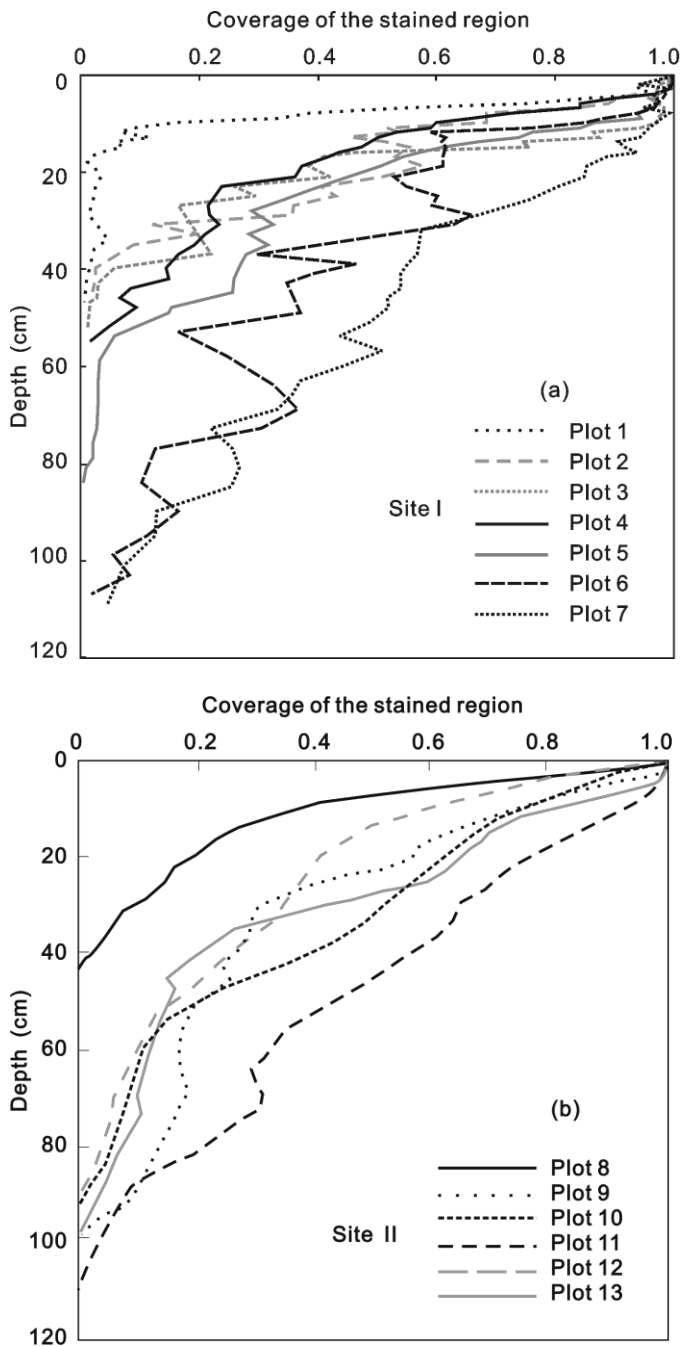 Coverage of the stained region
0 0.2 0.4 0.6 0.8 1.0
0
20
40
60
80
100
120
Depth (cm)
(a)
Plot 1
Plot 2
Plot 3
Site I
Plot 4
Plot 5
Plot 6
Plot 7
Coverage of the stained region
0 0.2 0.4 0.6 0.8 1.0
0
20
40
60
80
100
120
Depth (cm)
(b)
Plot 8
Plot 9
Plot 10
Site II
Plot 11
Plot 12
Plot 13